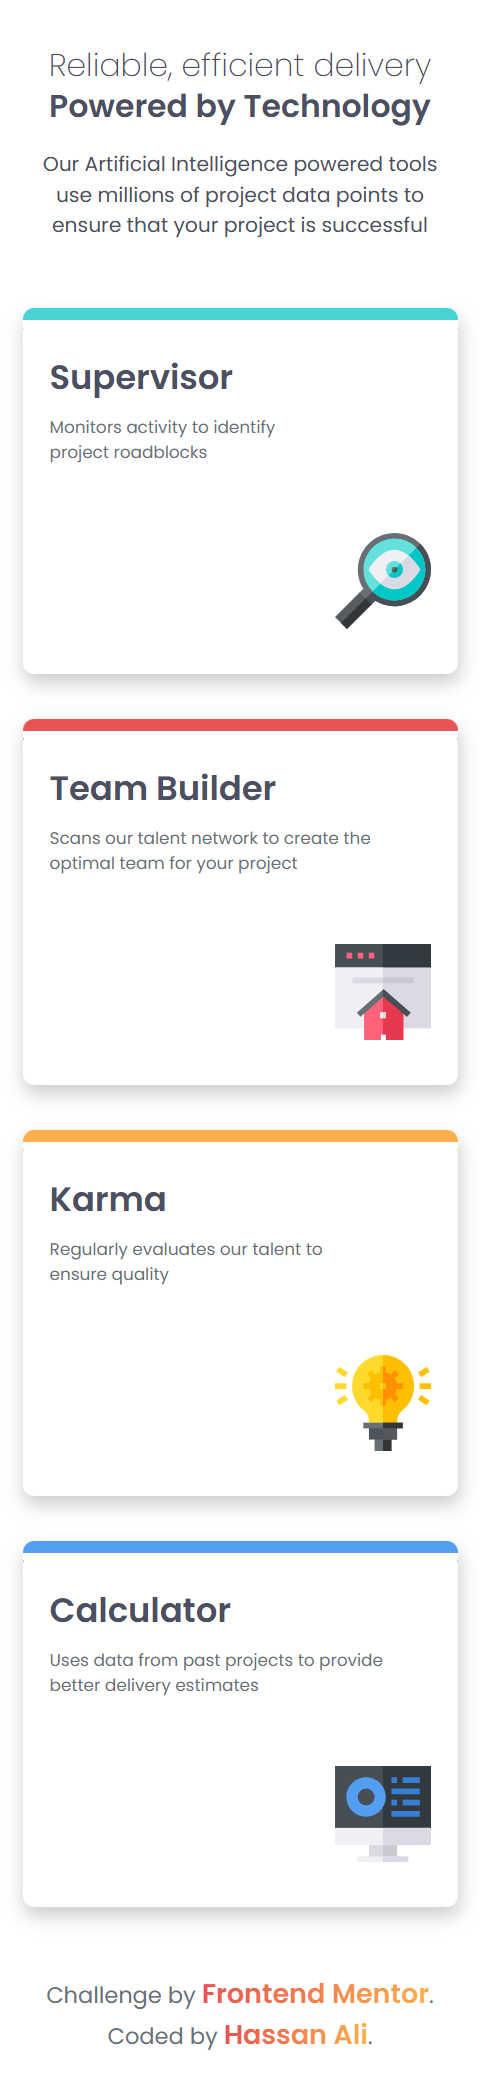 Reliable, efficient delivery
Powered by Technology
Our Artificial Intelligence powered tools
use millions of project data points to
ensure that your project is successful
Supervisor
Monitors activity to identify
project roadblocks
Team Builder
Scans our talent network to create the
optimal team for your project
Karma
Regularly evaluates our talent to
ensure quality
Calculator
Uses data from past projects to provide
better delivery estimates
Challenge by Frontend Mentor.
Coded by Hassan Ali.